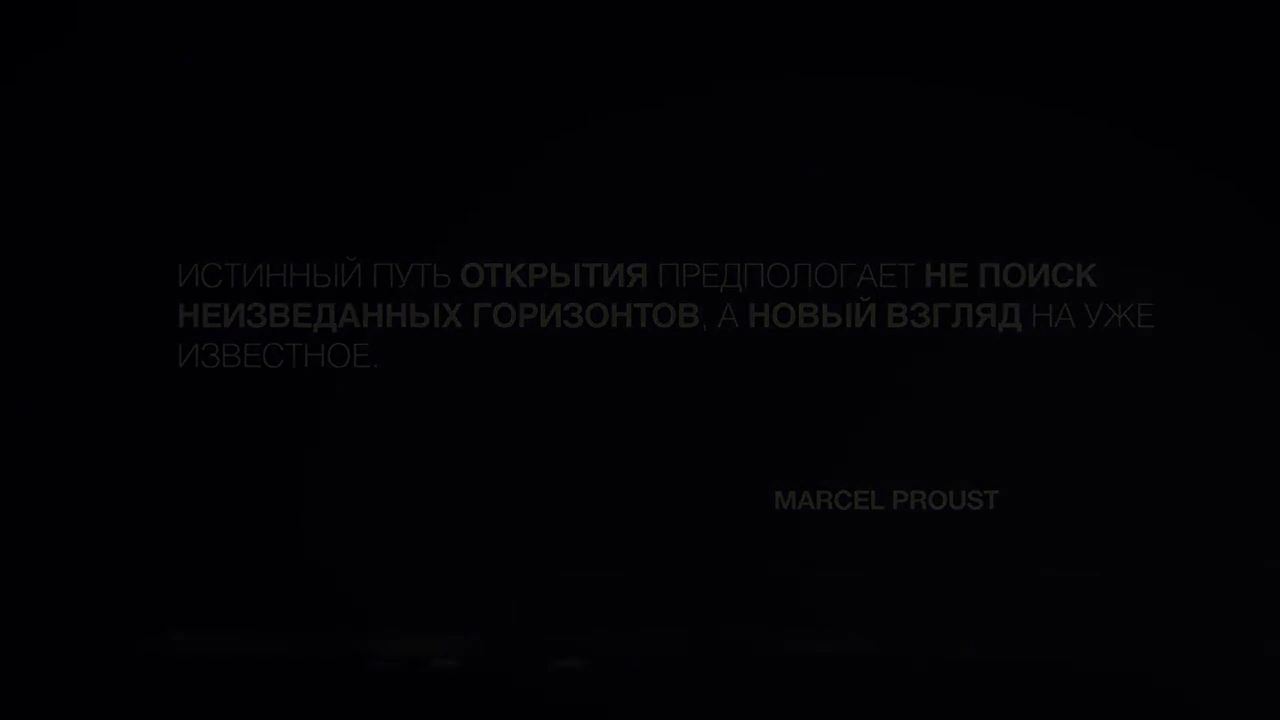 ИСТИННЫЙ ПУТЬ ОТКРЫТИЯ ПРЕДПОЛОГАЕТ НЕ ПОИСК
НЕИЗВЕДАННЫХ ГОРИЗОНТОВ, А НОВЫЙ ВЗГЛЯД НА УЖЕ
ИЗВЕСТНОЕ.
MARCEL PROUST